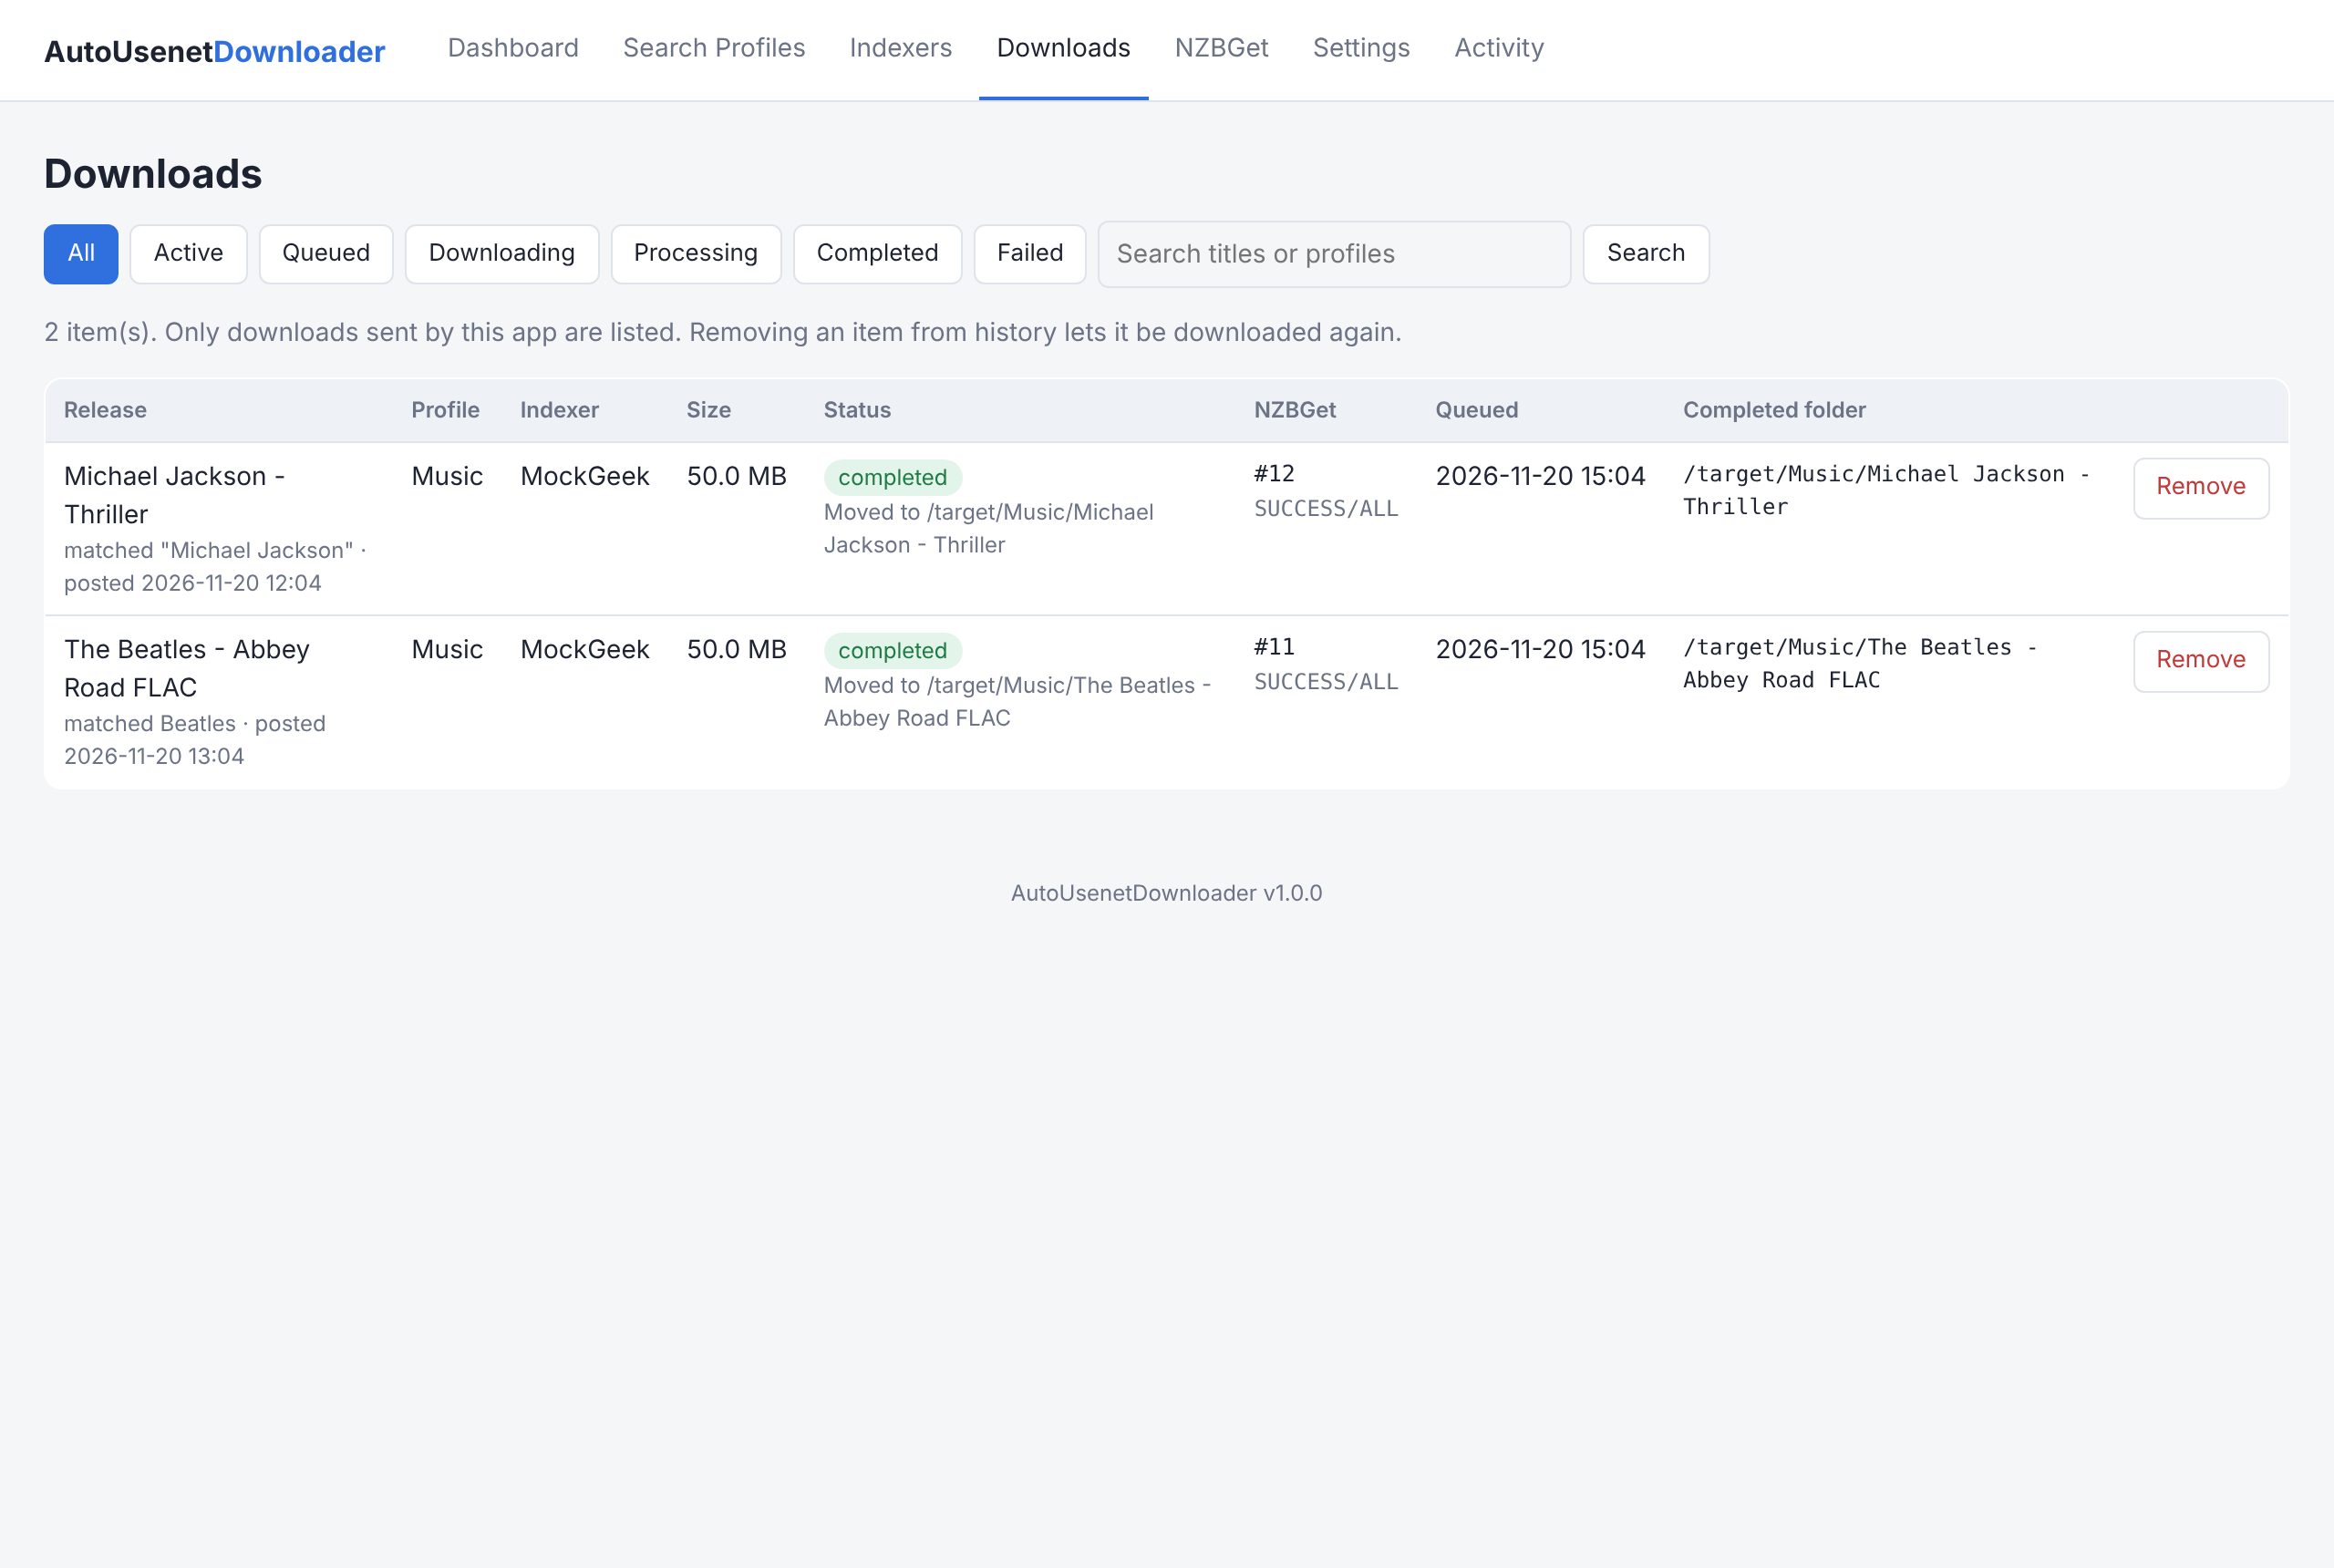 AutoUsenetDownloader Dashboard Search Profiles Indexers Downloads NZBGet Settings Activity
Downloads
All Active Queued Downloading Processing Completed Failed Search titles or profiles Search
2 item(s). Only downloads sent by this app are listed. Removing an item from history lets it be downloaded again.
Release Profile Indexer Size Status NZBGet Queued Completed folder
Michael Jackson -
Thriller
matched "Michael Jackson" ·
posted 2026-11-20 12:04
Music
MockGeek
50.0 MB
completed
Moved to /target/Music/Michael
Jackson - Thriller
#12
SUCCESS/ALL
2026-11-20 15:04
/target/Music/Michael Jackson -
Thriller
Remove
The Beatles - Abbey
Road FLAC
matched Beatles · posted
2026-11-20 13:04
Music
MockGeek
50.0 MB
completed
Moved to /target/Music/The Beatles -
Abbey Road FLAC
#11
SUCCESS/ALL
2026-11-20 15:04
/target/Music/The Beatles -
Abbey Road FLAC
Remove
AutoUsenetDownloader v1.0.0